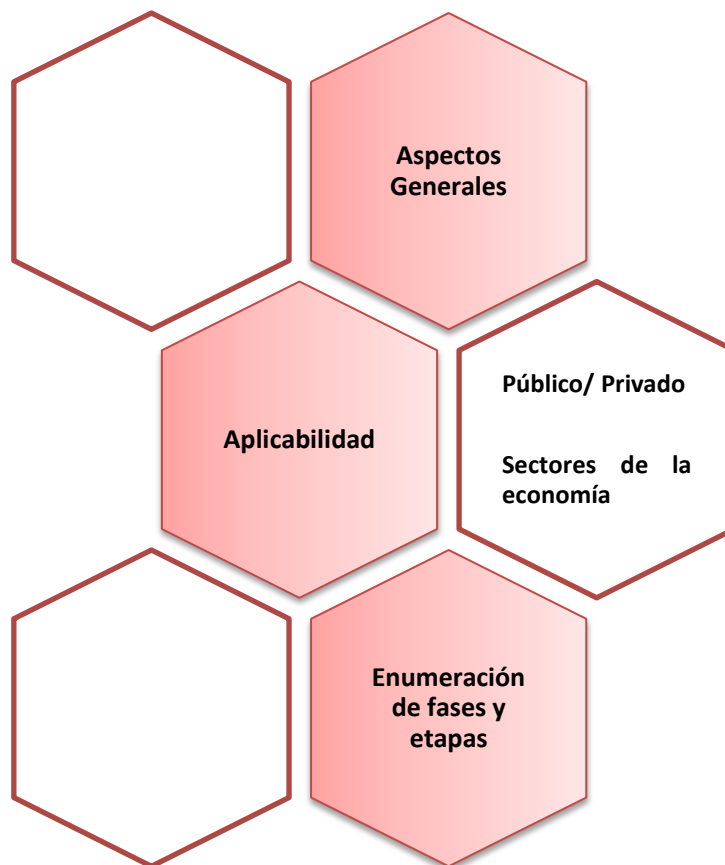 Aspectos
Generales
Aplicabilidad
Público/ Privado
Sectores de la
economía
Enumeración
de fases y
etapas